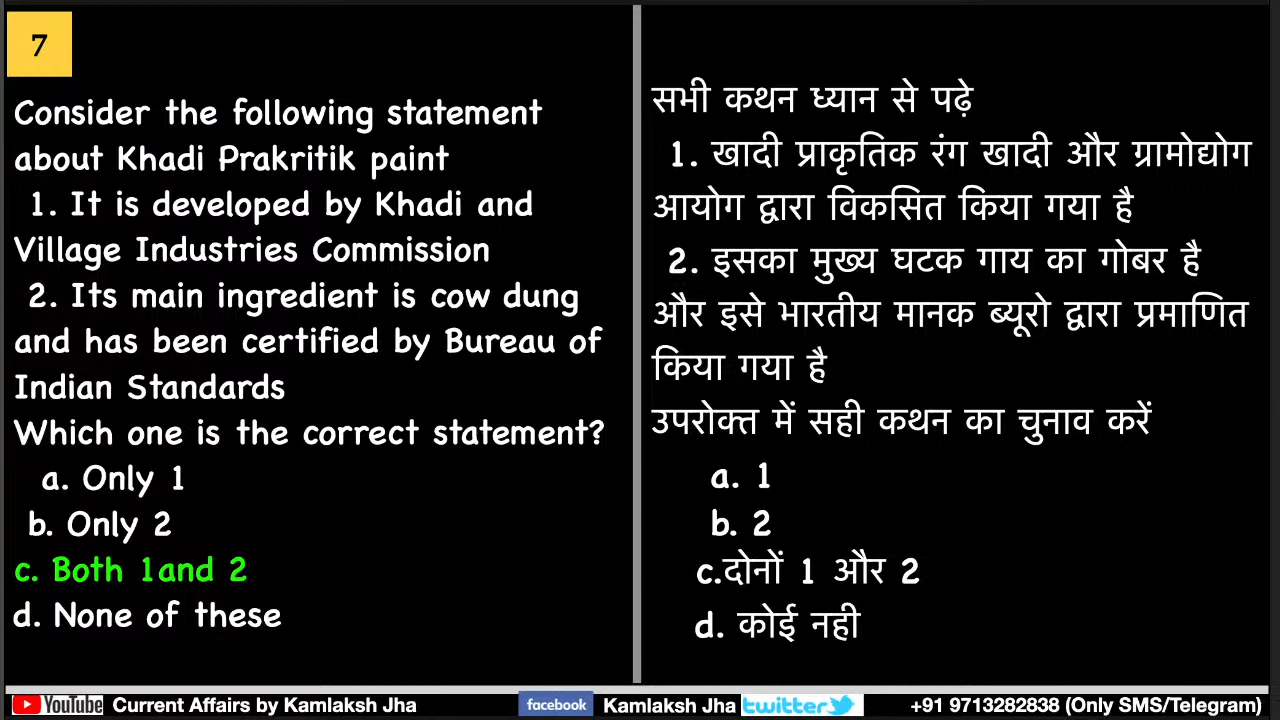 7
Consider the following statement
about Khadi Prakritik paint
1. It is developed by Khadi and
Village Industries Commission
2. Its main ingredient is cow dung
and has been certified by Bureau of
Indian Standards
Which one is the correct statement?
a. Only 1
b. Only 2
c. Both 1and 2
d. None of these
सभी कथन ध्यान से पढ़े
1. खादी प्राकृतिक रंग खादी और ग्रामोद्योग
आयोग द्वारा विकसित किया गया है
2. इसका मुख्य घटक गाय का गोबर है
और इसे भारतीय मानक ब्यूरो द्वारा प्रमाणित
किया गया है
उपरोक्त में सही कथन का चुनाव करें
a. 1
b. 2
c.दोनों 1 और 2
d. कोई नही
YouTube Current Affairs by Kamlaksh Jha facebook Kamlaksh Jha twitter +91 9713282838 (Only SMS/Telegram)